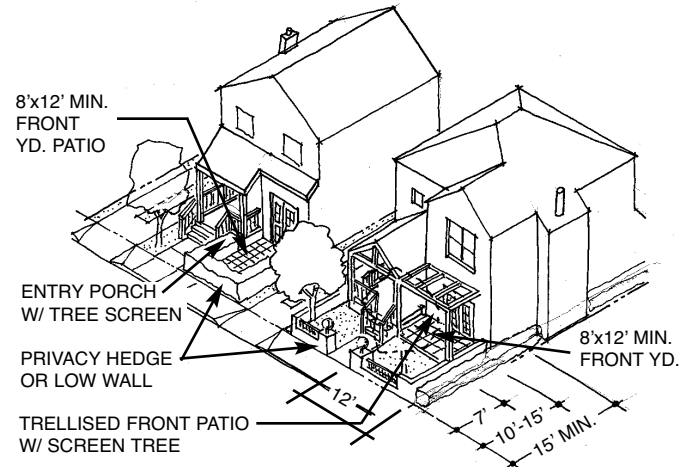 8’x12’ MIN.
FRONT
YD. PATIO
ENTRY PORCH
W/ TREE SCREEN
PRIVACY HEDGE
OR LOW WALL
TRELLISED FRONT PATIO
W/ SCREEN TREE
12’
8’x12’ MIN.
FRONT YD.
7’
10’-15’
15’ MIN.